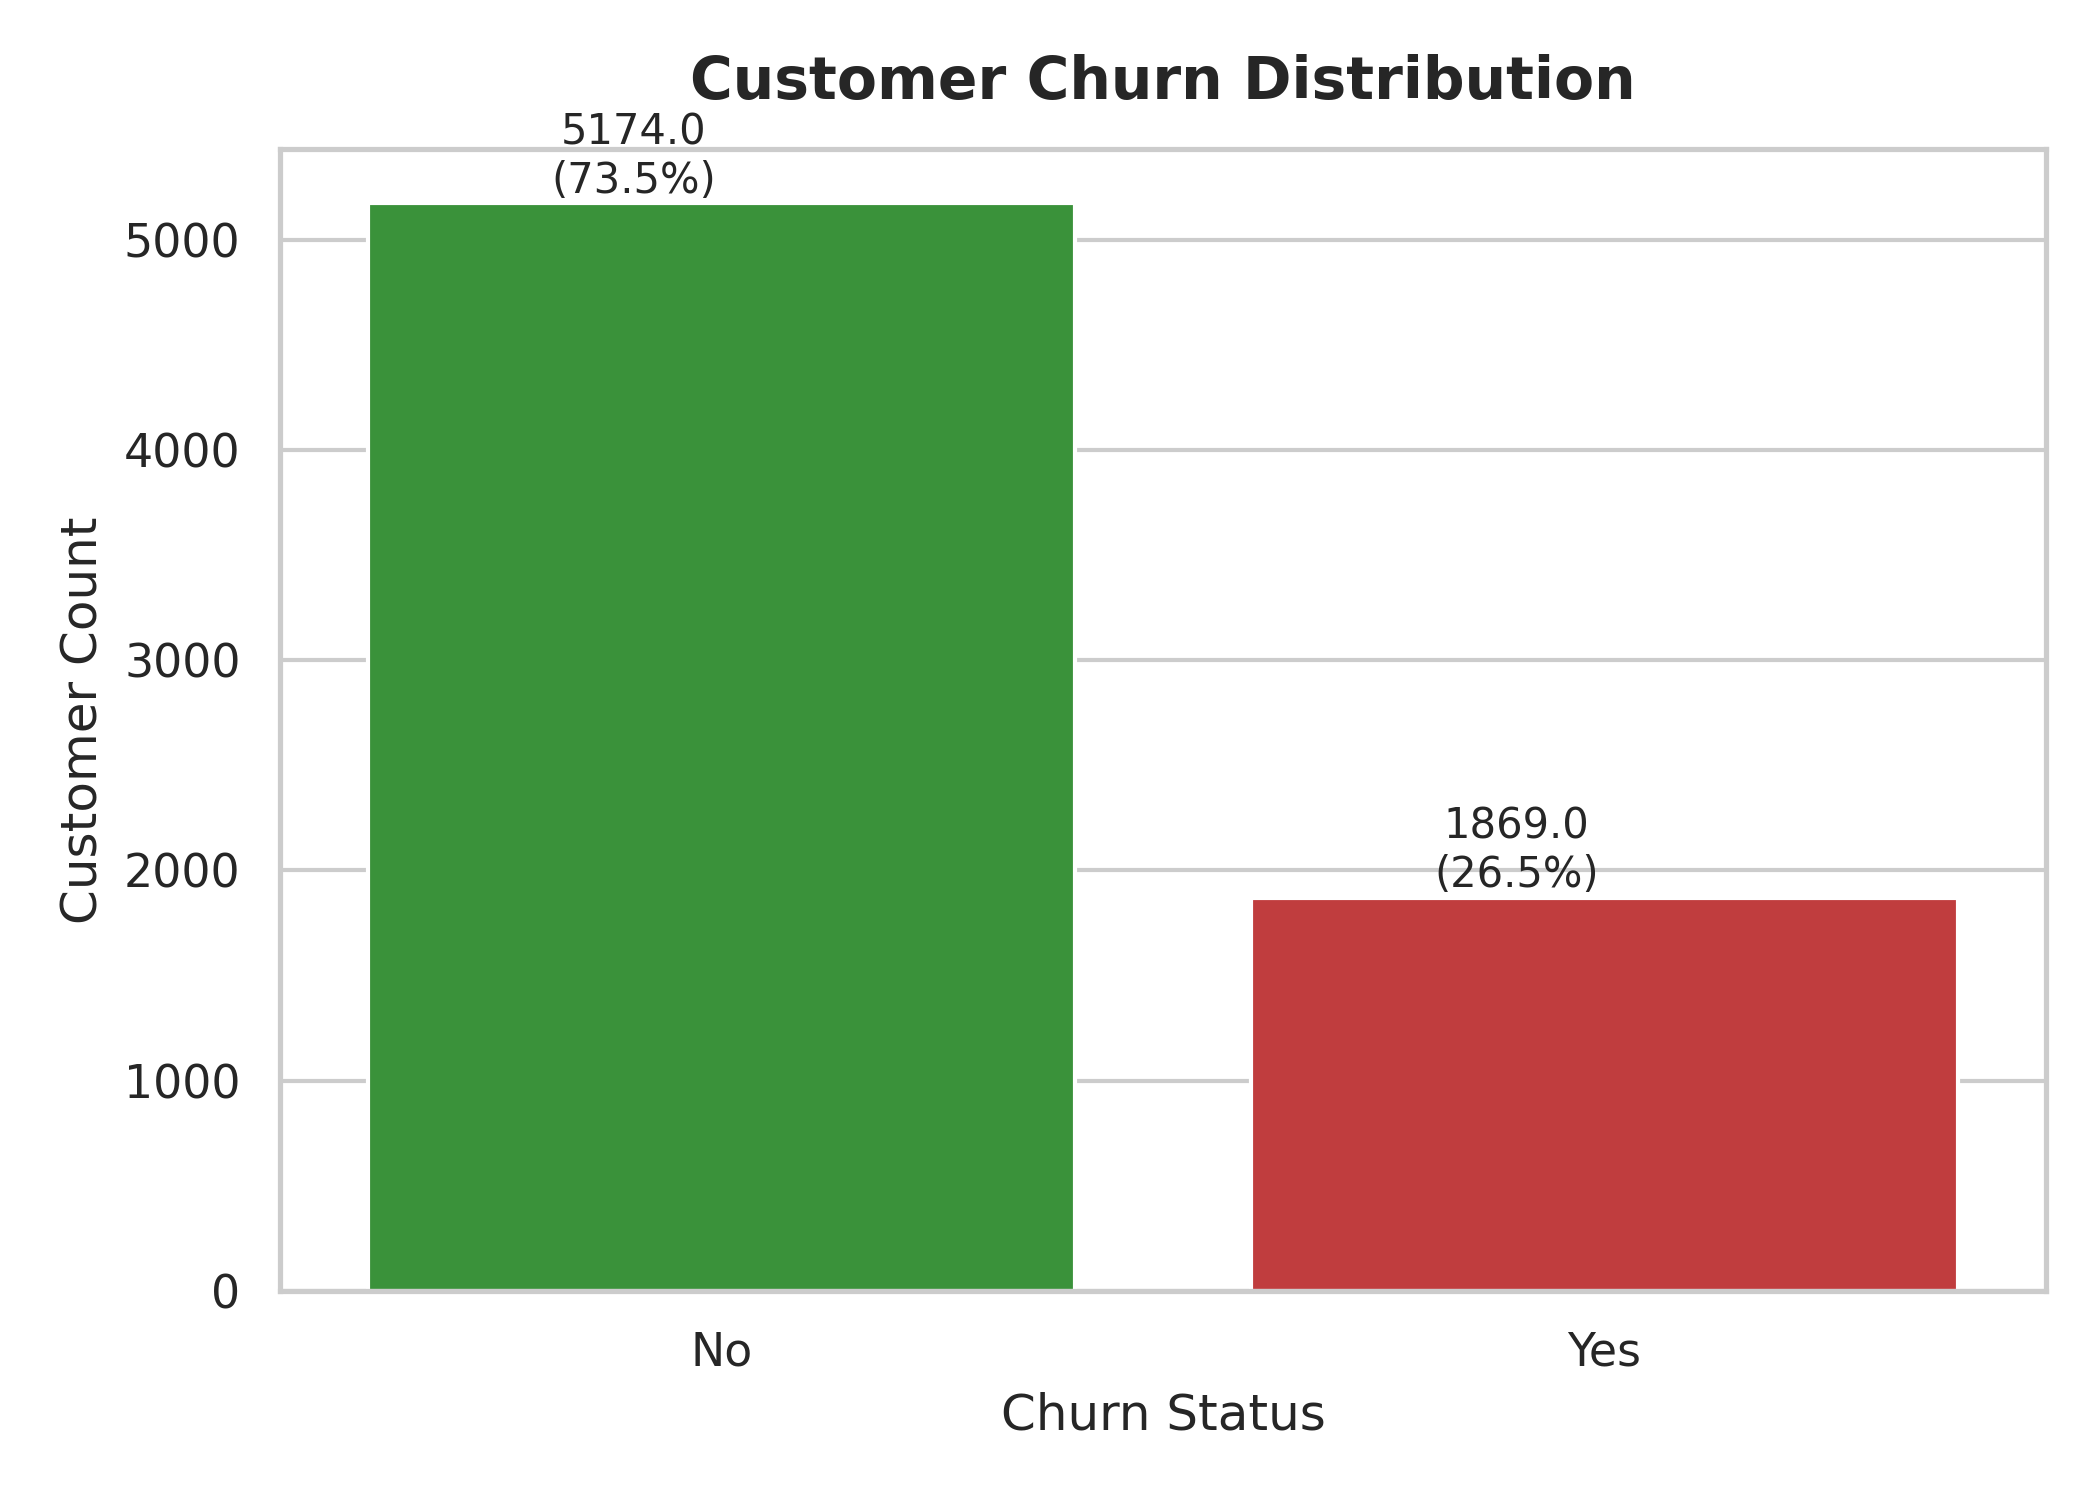 Customer Churn Distribution
5174.0
(73.5%)
5000
4000
3000
2000
1000
0
Customer Count
1869.0
(26.5%)
No
Yes
Churn Status